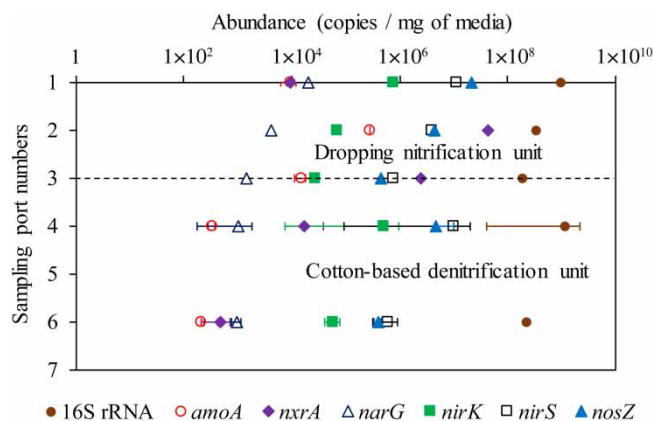 Abundance (copies / mg of media)
1 1×10² 1×10⁴ 1×10⁶ 1×10⁸ 1×10¹⁰
1
2
Dropping nitrification unit
3
4
Cotton-based denitrification unit
5
6
7
Sampling port numbers
16S rRNA amoA nxrA narG nirK nirS nosZ